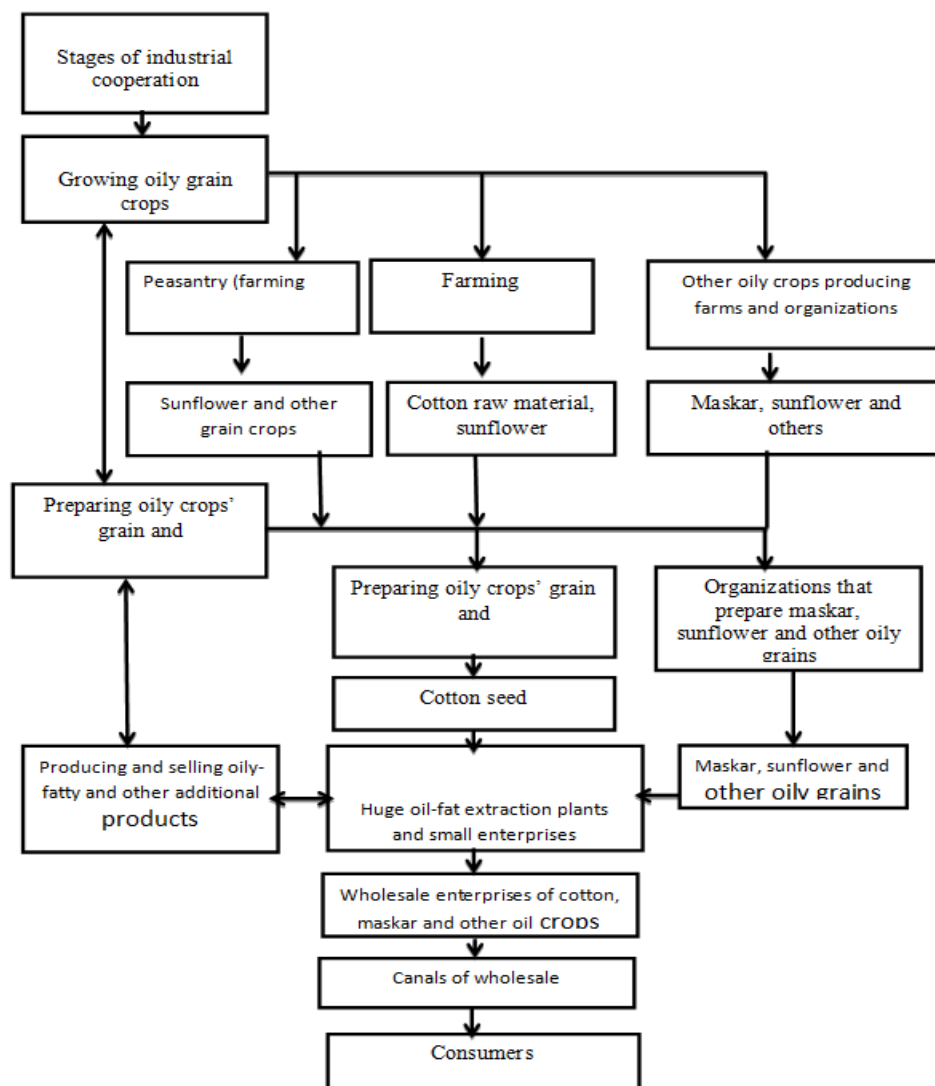 Stages of industrial
cooperation
Growing oily grain
crops
Peasantry (farming
Farming
Other oily crops producing
farms and organizations
Sunflower and other
grain crops
Cotton raw material,
sunflower
Maskar, sunflower and
others
Preparing oily crops’
grain and
Preparing oily crops’ grain
and
Organizations that
prepare maskar,
sunflower and other oily
grains
Cotton seed
Producing and selling oily-
fatty and other additional
products
Huge oil-fat extraction plants
and small enterprises
Maskar, sunflower and
other oily grains
Wholesale enterprises of cotton,
maskar and other oil crops
Canals of wholesale
Consumers